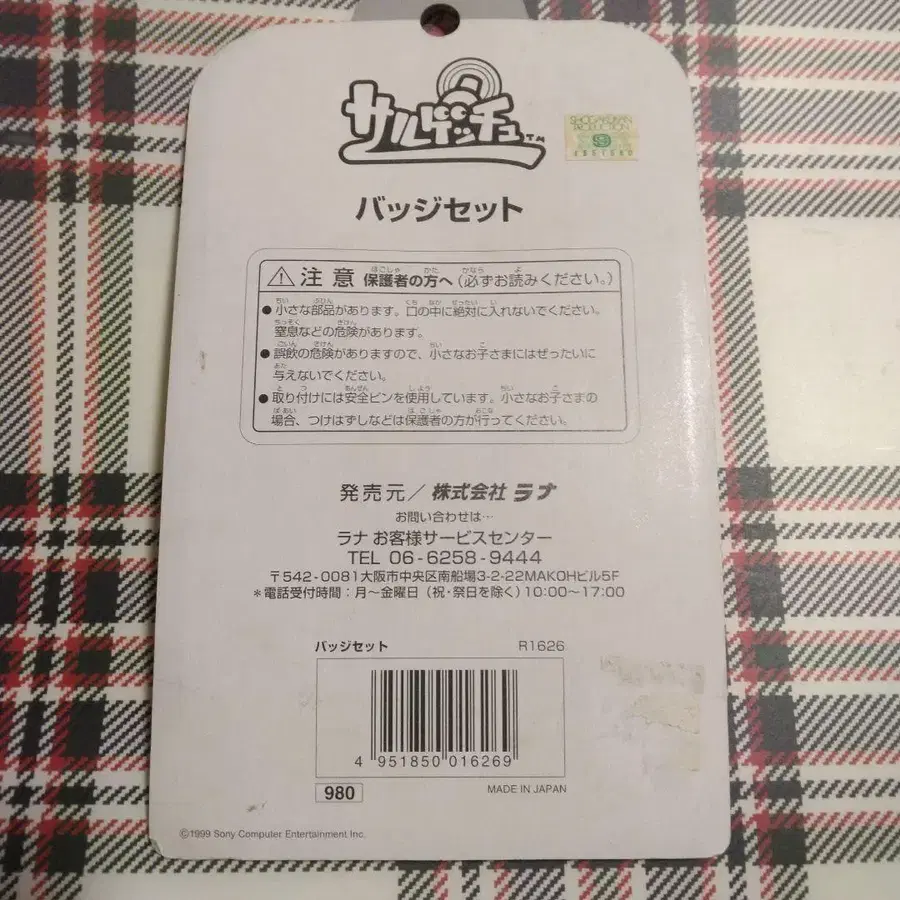 サルゲッチュ™
SHOGAKUKAN
PRODUCTION
9
バッジセット
注意 保護者の方へ(必ずお読みください。)
●小さな部品があります。口の中に絶対に入れないでください。
窒息などの危険があります。
●誤飲の危険がありますので、小さなお子さまにはぜったいに
与えないでください。
●取り付けには安全ピンを使用しています。小さなお子さまの
場合、つけはずしなどは保護者の方が行ってください。
発売元/株式会社 ラナ
お問い合わせは…
ラナ お客様サービスセンター
TEL 06-6258-9444
〒542-0081大阪市中央区南船場3-2-22MAKOHビル5F
*電話受付時間:月~金曜日(祝・祭日を除く)10:00~17:00
バッジセット R1626
4 951850 016269
980 MADE IN JAPAN
©1999 Sony Computer Entertainment Inc.